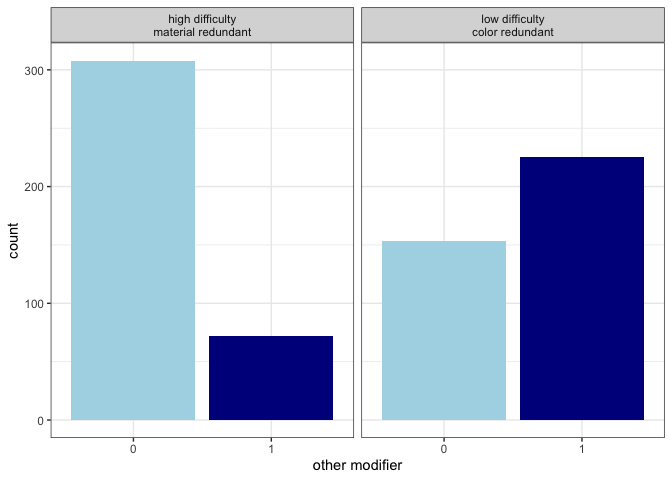 high difficulty
material redundant
low difficulty
color redundant
300
200
100
0
count
0
1
0
1
other modifier